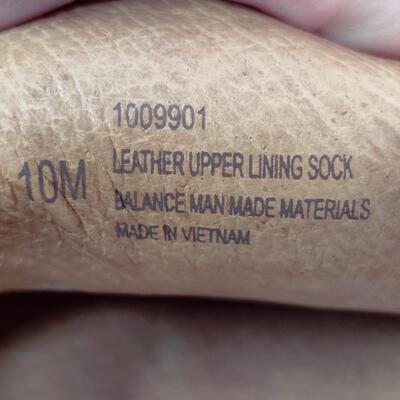 1009901
10M
LEATHER UPPER LINING SOCK
BALANCE MAN MADE MATERIALS
MADE IN VIETNAM